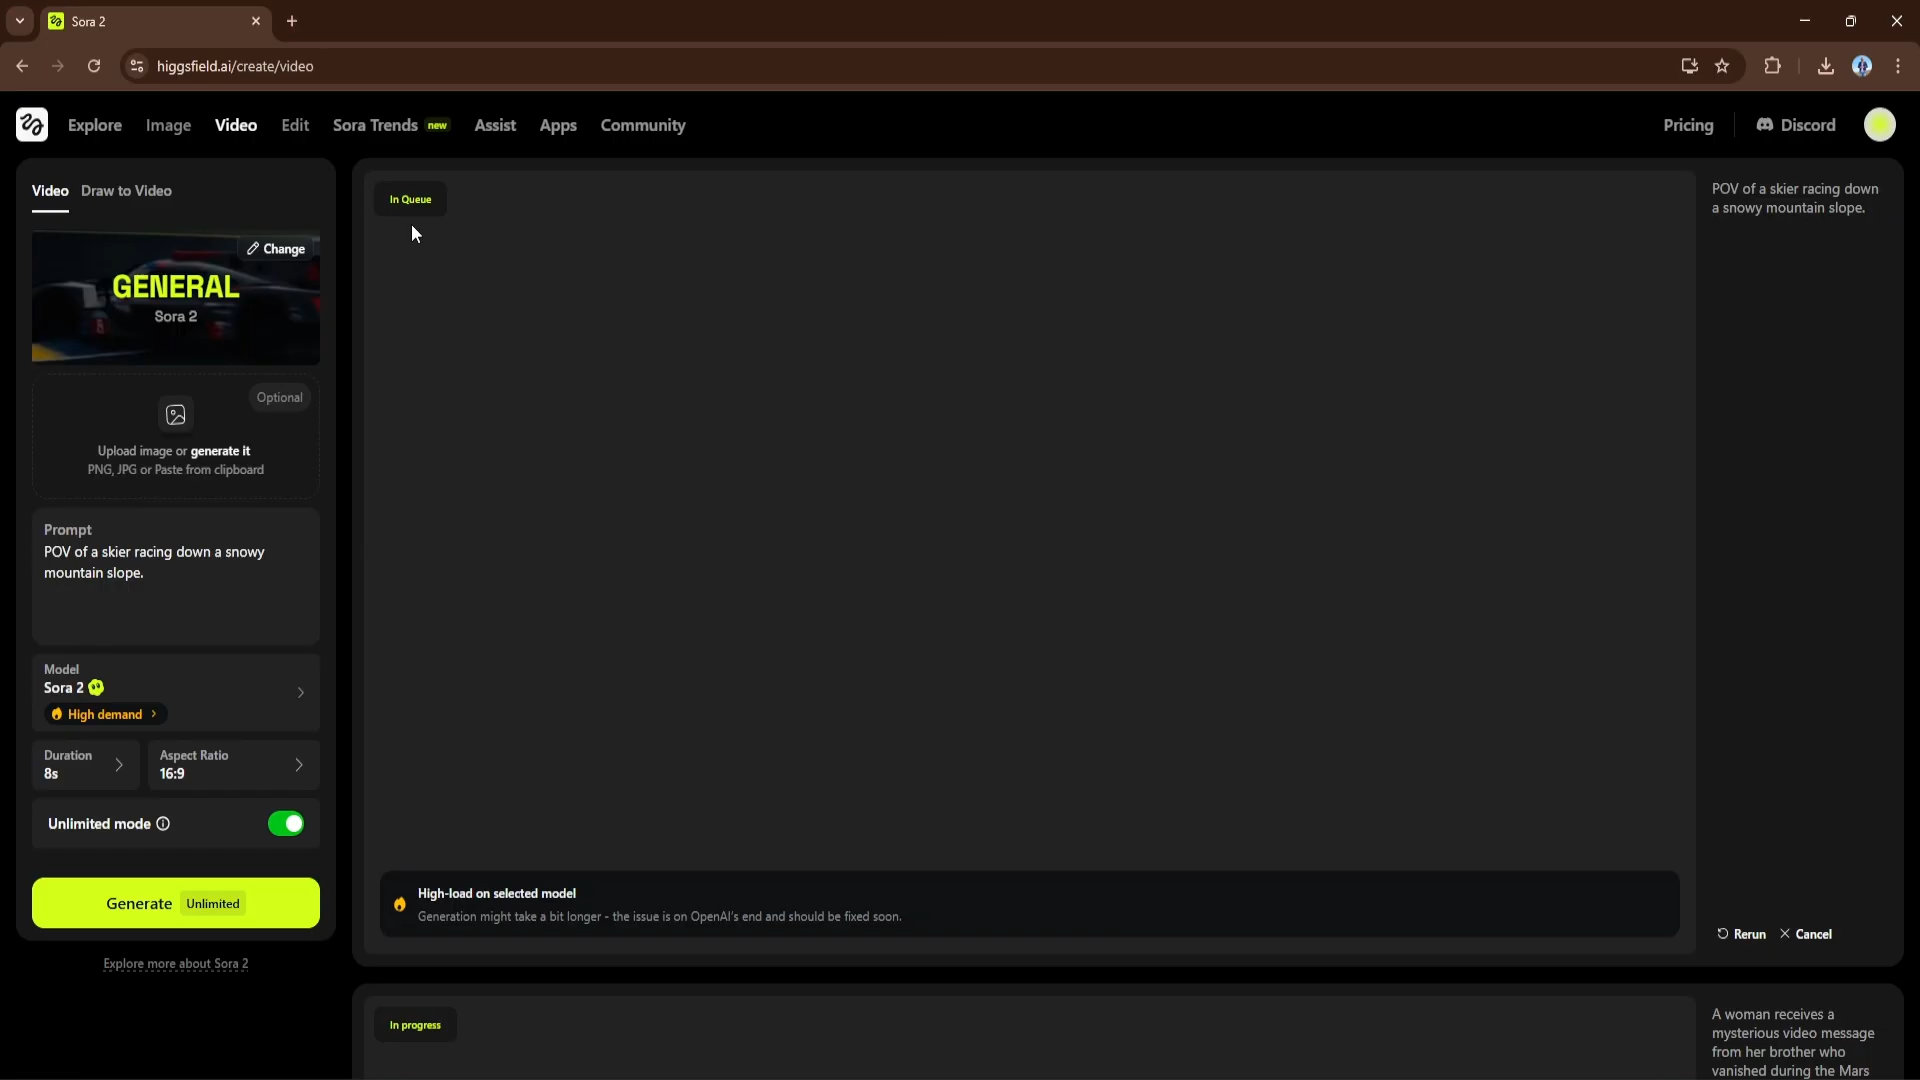 Sora 2
higgsfield.ai/create/video
Explore Image Video Edit Sora Trends new Assist Apps Community Pricing Discord
Video Draw to Video
Change
GENERAL
Sora 2
Optional
Upload image or generate it
PNG, JPG or Paste from clipboard
Prompt
POV of a skier racing down a snowy
mountain slope.
Model
Sora 2
High demand
Duration
8s
Aspect Ratio
16:9
Unlimited mode
Generate Unlimited
Explore more about Sora 2
In Queue
POV of a skier racing down
a snowy mountain slope.
High-load on selected model
Generation might take a bit longer - the issue is on OpenAI's end and should be fixed soon.
Rerun Cancel
In progress
A woman receives a
mysterious video message
from her brother who
vanished during the Mars